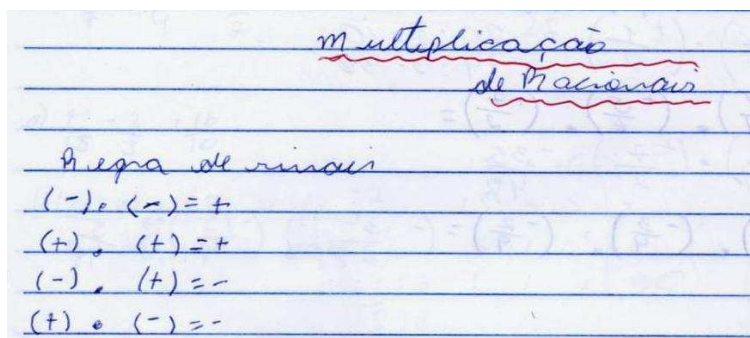 Multiplicação
de Racionais
Regra de sinais
(-) . (-) = +
(+) . (+) = +
(-) . (+) = -
(+) . (-) = -